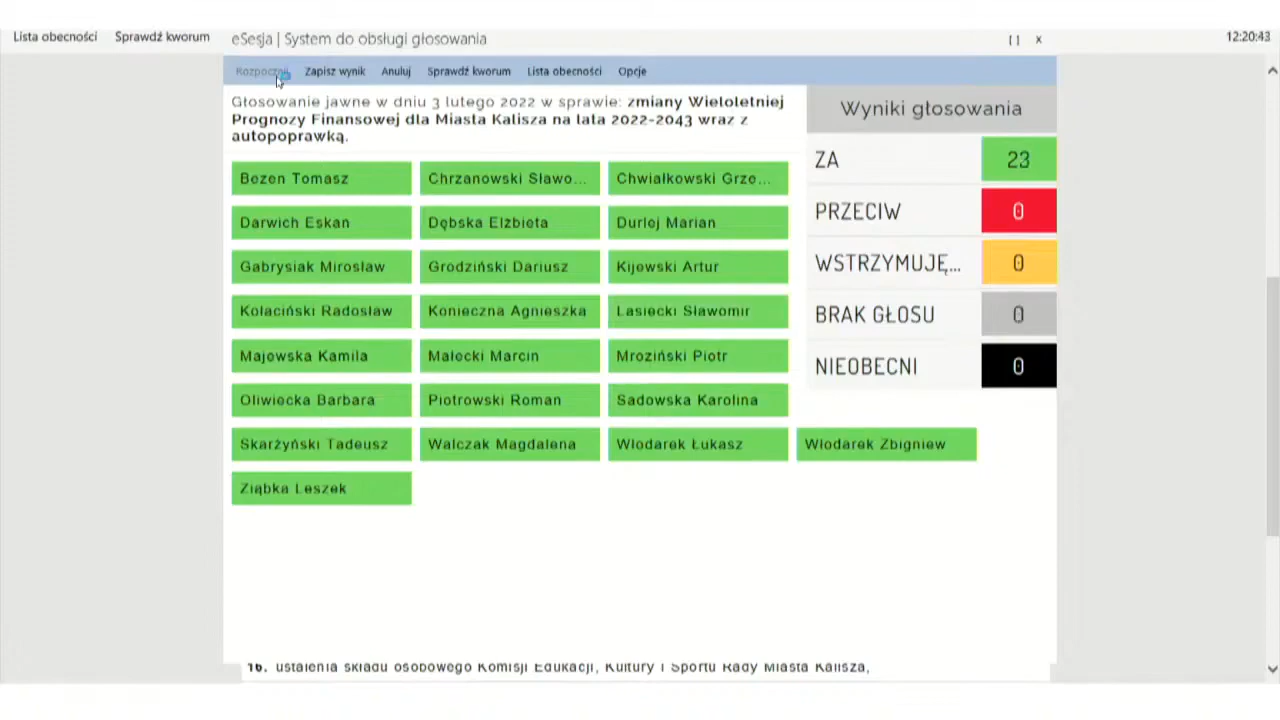 Lista obecności Sprawdź kworum eSesja | System do obsługi głosowania [ ] x 12:20:43
Rozpocznij Zapisz wynik Anuluj Sprawdź kworum Lista obecności Opcje
Głosowanie jawne w dniu 3 lutego 2022 w sprawie: zmiany Wieloletniej
Prognozy Finansowej dla Miasta Kalisza na lata 2022-2043 wraz z
autopoprawką.
Bezen Tomasz Chrzanowski Sławo... Chwiałkowski Grze...
Darwich Eskan Dębska Elżbieta Durlej Marian
Gabrysiak Mirosław Grodziński Dariusz Kijewski Artur
Kołaciński Radosław Konieczna Agnieszka Lasiecki Sławomir
Majewska Kamila Małecki Marcin Mroziński Piotr
Oliwiecka Barbara Piotrowski Roman Sadowska Karolina
Skarżyński Tadeusz Walczak Magdalena Włodarek Łukasz Włodarek Zbigniew
Ziąbka Leszek
Wyniki głosowania
ZA 23
PRZECIW 0
WSTRZYMUJĘ... 0
BRAK GŁOSU 0
NIEOBECNI 0
16. ustalenia składu osobowego Komisji Edukacji, Kultury i Sportu Rady Miasta Kalisza,